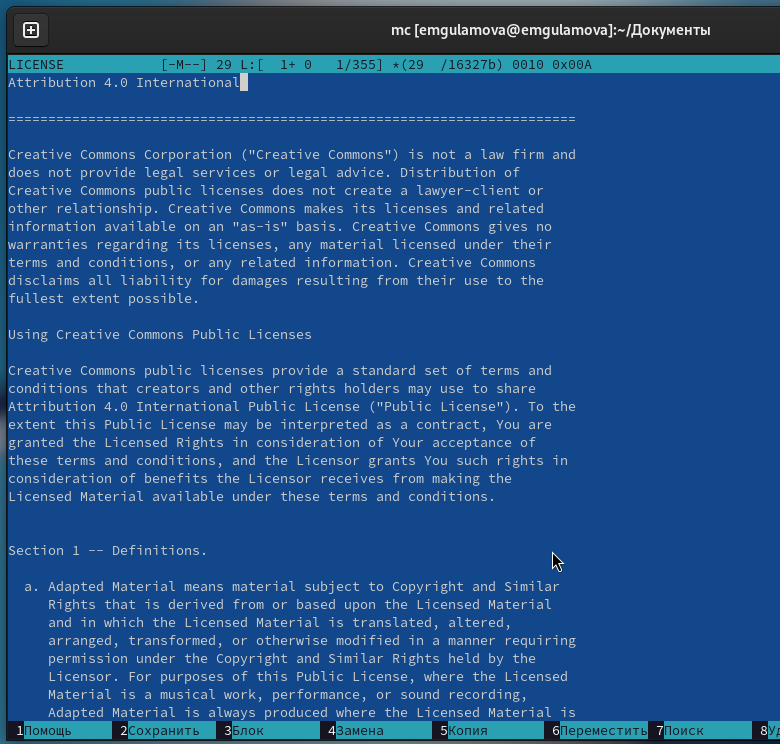 mc [emgulamova@emgulamova]:~/Документы
LICENSE [-M--] 29 L:[ 1+ 0 1/355] *(29 /16327b) 0010 0x00A
Attribution 4.0 International
=======================================================================
Creative Commons Corporation ("Creative Commons") is not a law firm and
does not provide legal services or legal advice. Distribution of
Creative Commons public licenses does not create a lawyer-client or
other relationship. Creative Commons makes its licenses and related
information available on an "as-is" basis. Creative Commons gives no
warranties regarding its licenses, any material licensed under their
terms and conditions, or any related information. Creative Commons
disclaims all liability for damages resulting from their use to the
fullest extent possible.
Using Creative Commons Public Licenses
Creative Commons public licenses provide a standard set of terms and
conditions that creators and other rights holders may use to share
Attribution 4.0 International Public License ("Public License"). To the
extent this Public License may be interpreted as a contract, You are
granted the Licensed Rights in consideration of Your acceptance of
these terms and conditions, and the Licensor grants You such rights in
consideration of benefits the Licensor receives from making the
Licensed Material available under these terms and conditions.
Section 1 -- Definitions.
a. Adapted Material means material subject to Copyright and Similar
Rights that is derived from or based upon the Licensed Material
and in which the Licensed Material is translated, altered,
arranged, transformed, or otherwise modified in a manner requiring
permission under the Copyright and Similar Rights held by the
Licensor. For purposes of this Public License, where the Licensed
Material is a musical work, performance, or sound recording,
Adapted Material is always produced where the Licensed Material is
1Помощь 2Сохранить 3Блок 4Замена 5Копия 6Переместить 7Поиск 8